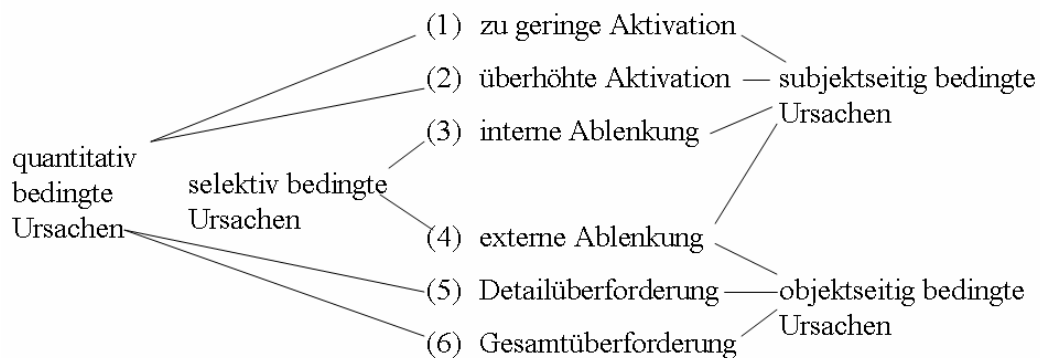 (1) zu geringe Aktivation
(2) überhöhte Aktivation
subjektseitig bedingte
Ursachen
(3) interne Ablenkung
quantitativ
bedingte
Ursachen
selektiv bedingte
Ursachen
(4) externe Ablenkung
(5) Detailüberforderung
objektseitig bedingte
Ursachen
(6) Gesamtüberforderung